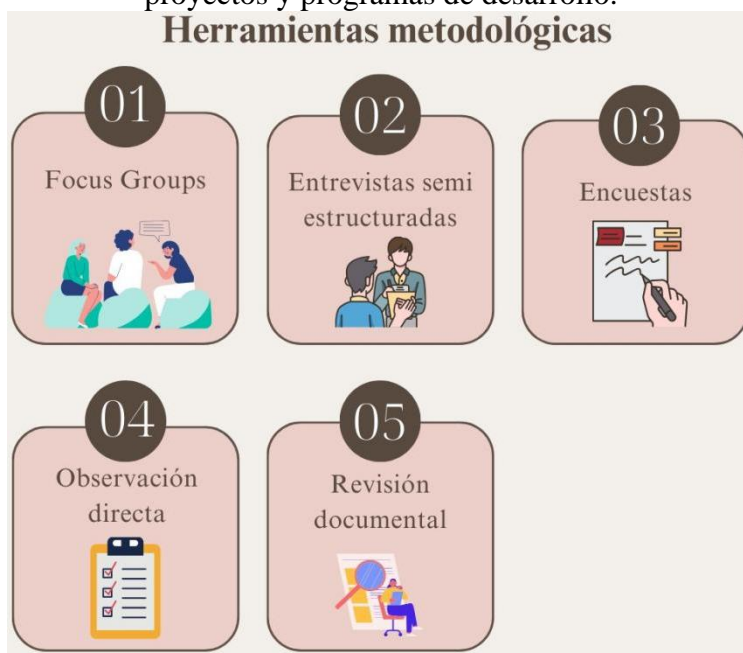 proyectos y programas de desarrollo.
Herramientas metodológicas
01
Focus Groups
02
Entrevistas semi
estructuradas
03
Encuestas
04
Observación
directa
05
Revisión
documental